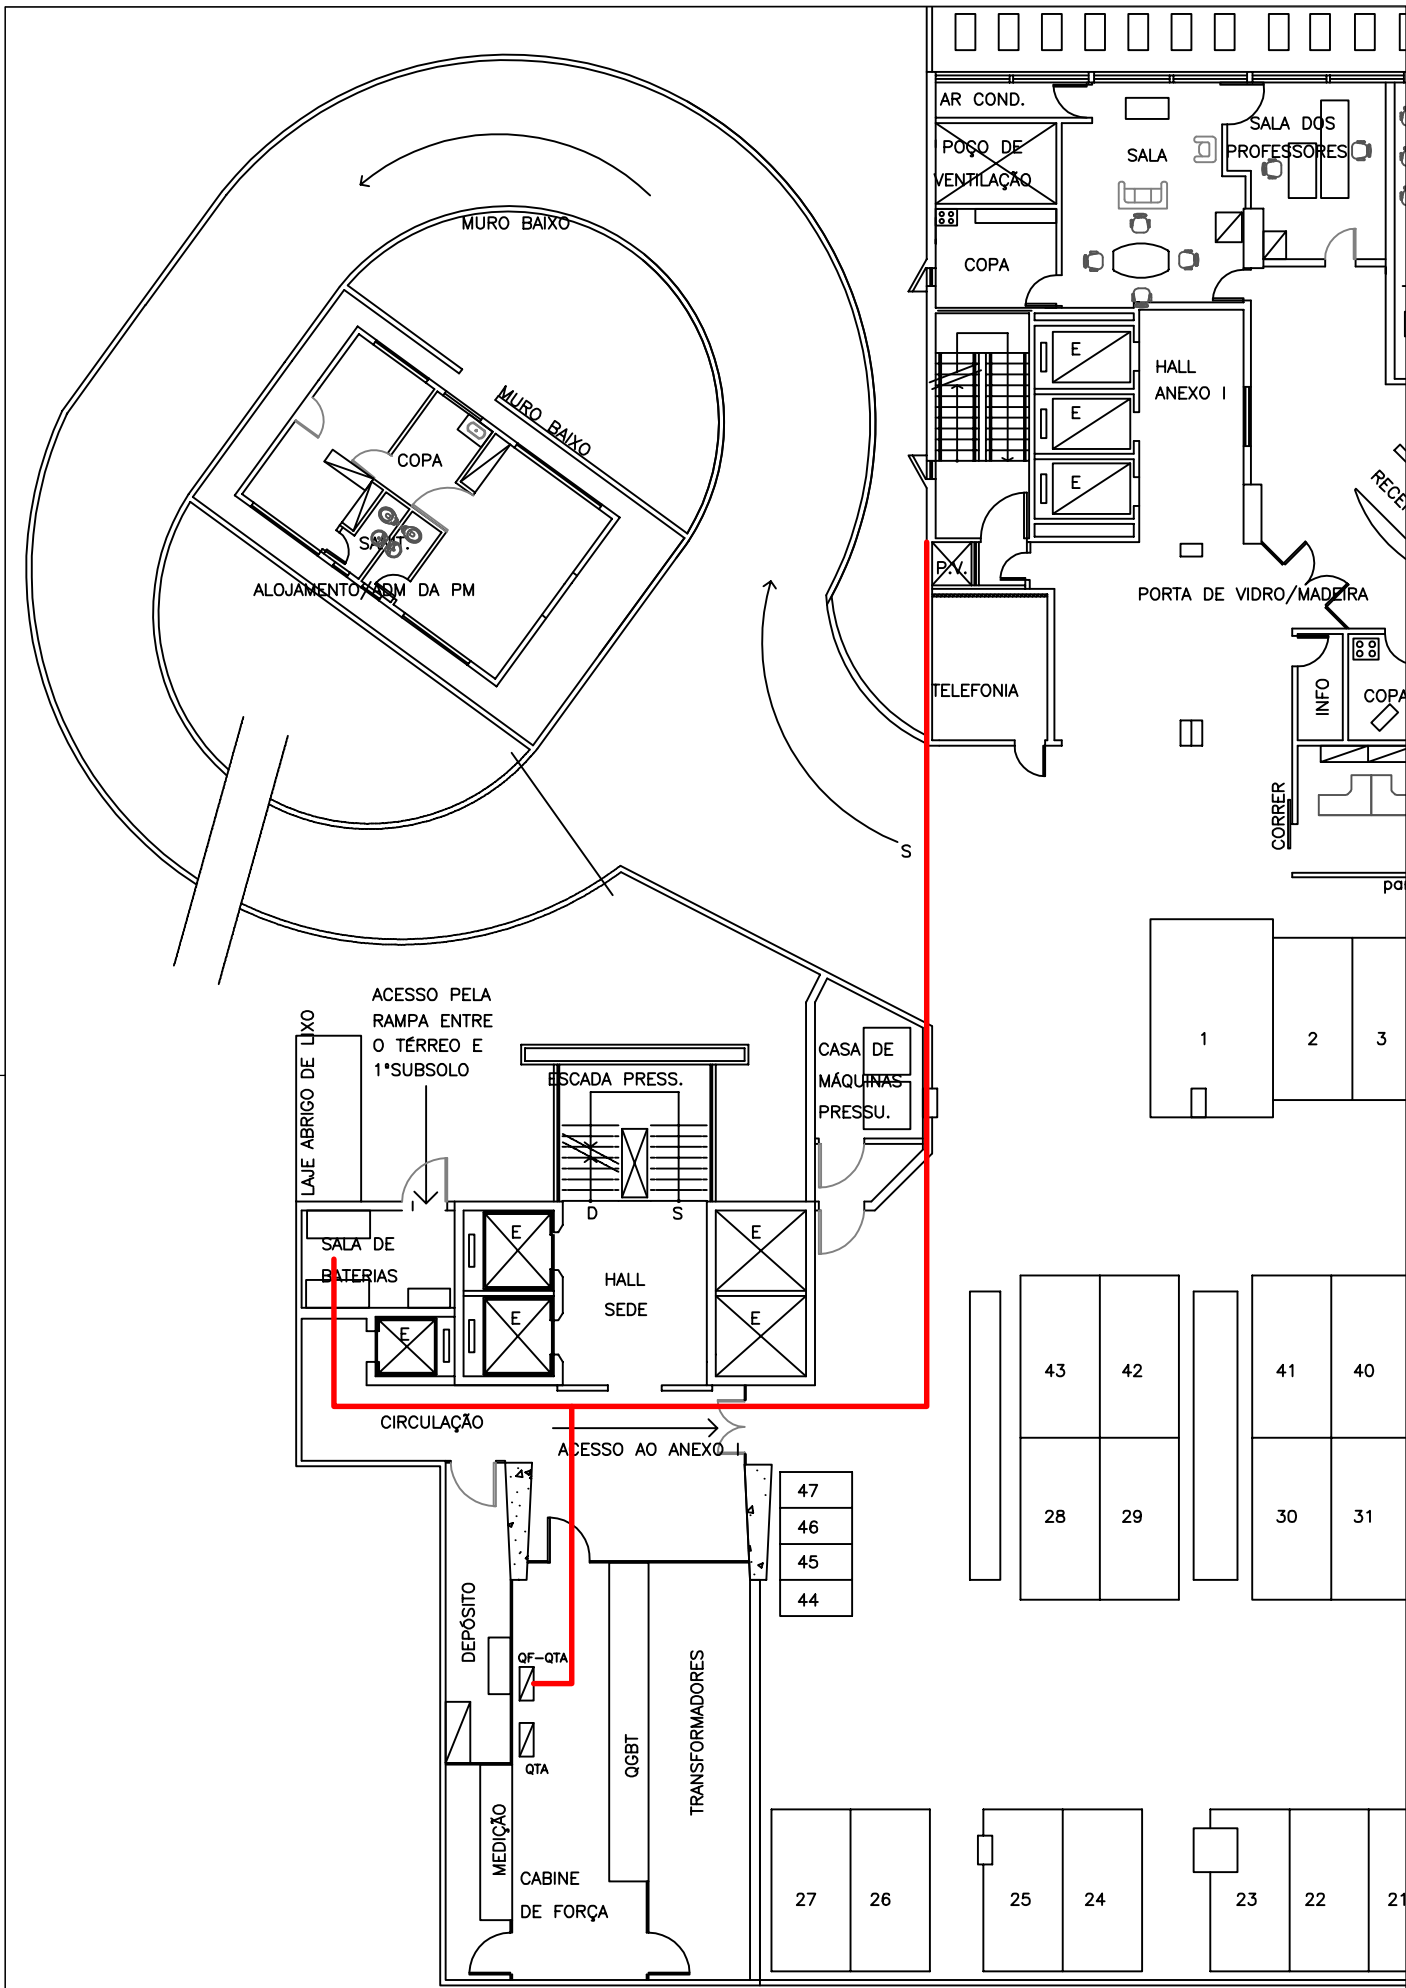 AR COND.
SALA DOS
PROFESSORES
POÇO DE
VENTILAÇÃO
SALA
MURO BAIXO
COPA
E
HALL
ANEXO I
E
E
MURO BAIXO
COPA
SANIT.
ALOJAMENTO/ADM DA PM
P.V.
PORTA DE VIDRO/MADEIRA
TELEFONIA
INFO
COPA
CORRER
S
ACESSO PELA
RAMPA ENTRE
O TÉRREO E
1°SUBSOLO
LAJE ABRIGO DE LIXO
ESCADA PRESS.
CASA DE
MÁQUINAS
PRESSU.
1
2
3
D
S
I
SALA DE
BATERIAS
E
E
E
E
E
HALL
SEDE
CIRCULAÇÃO
ACESSO AO ANEXO I
43
42
41
40
28
29
30
31
47
46
45
44
DEPÓSITO
QF-QTA
QTA
QGBT
TRANSFORMADORES
MEDIÇÃO
CABINE
DE FORÇA
27
26
25
24
23
22
21